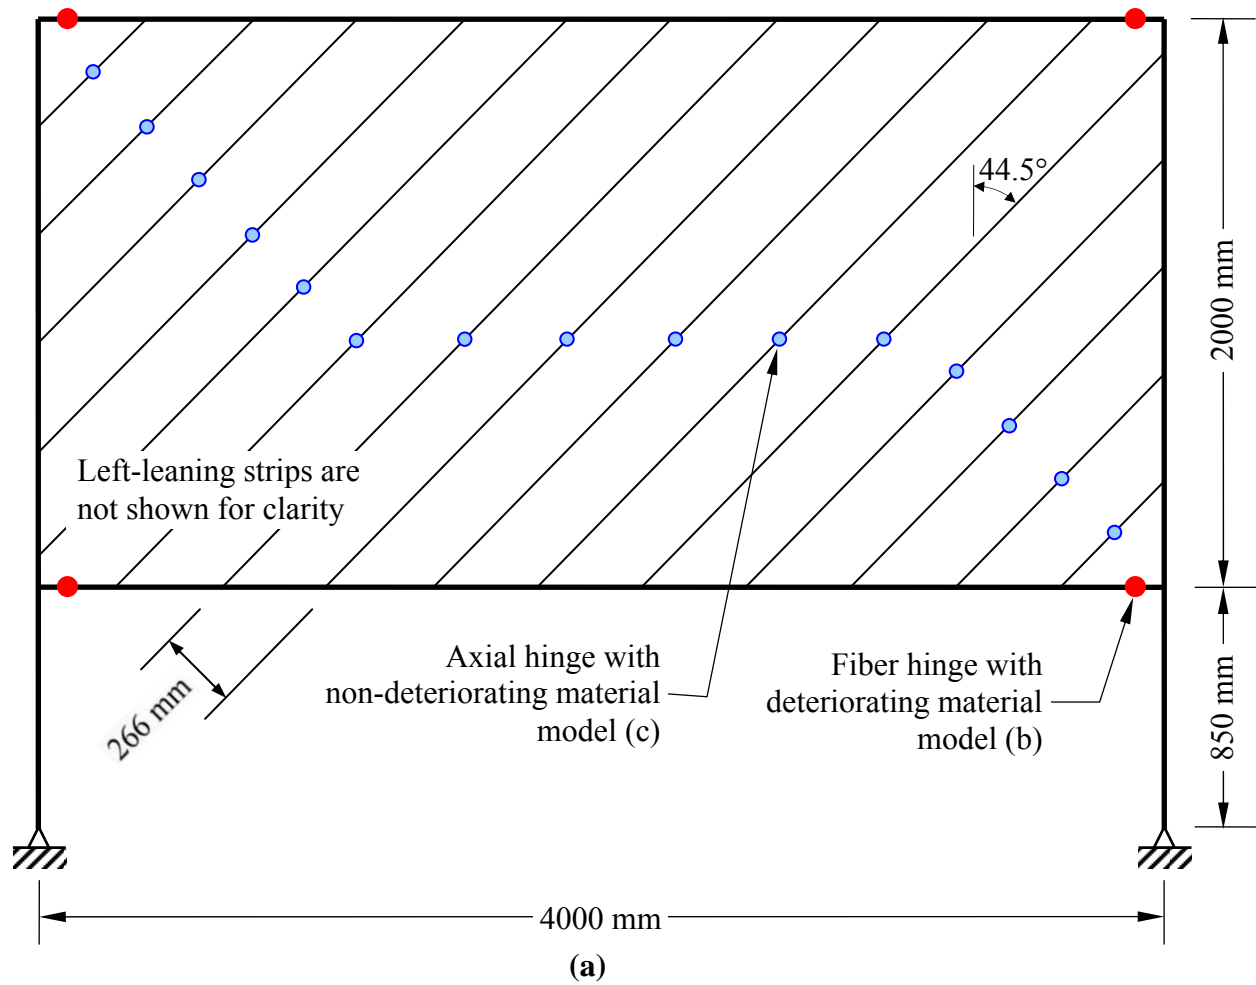 44.5°
2000 mm
Left-leaning strips are
not shown for clarity
266 mm
Axial hinge with
non-deteriorating material
model (c)
Fiber hinge with
deteriorating material
model (b)
850 mm
4000 mm
(a)